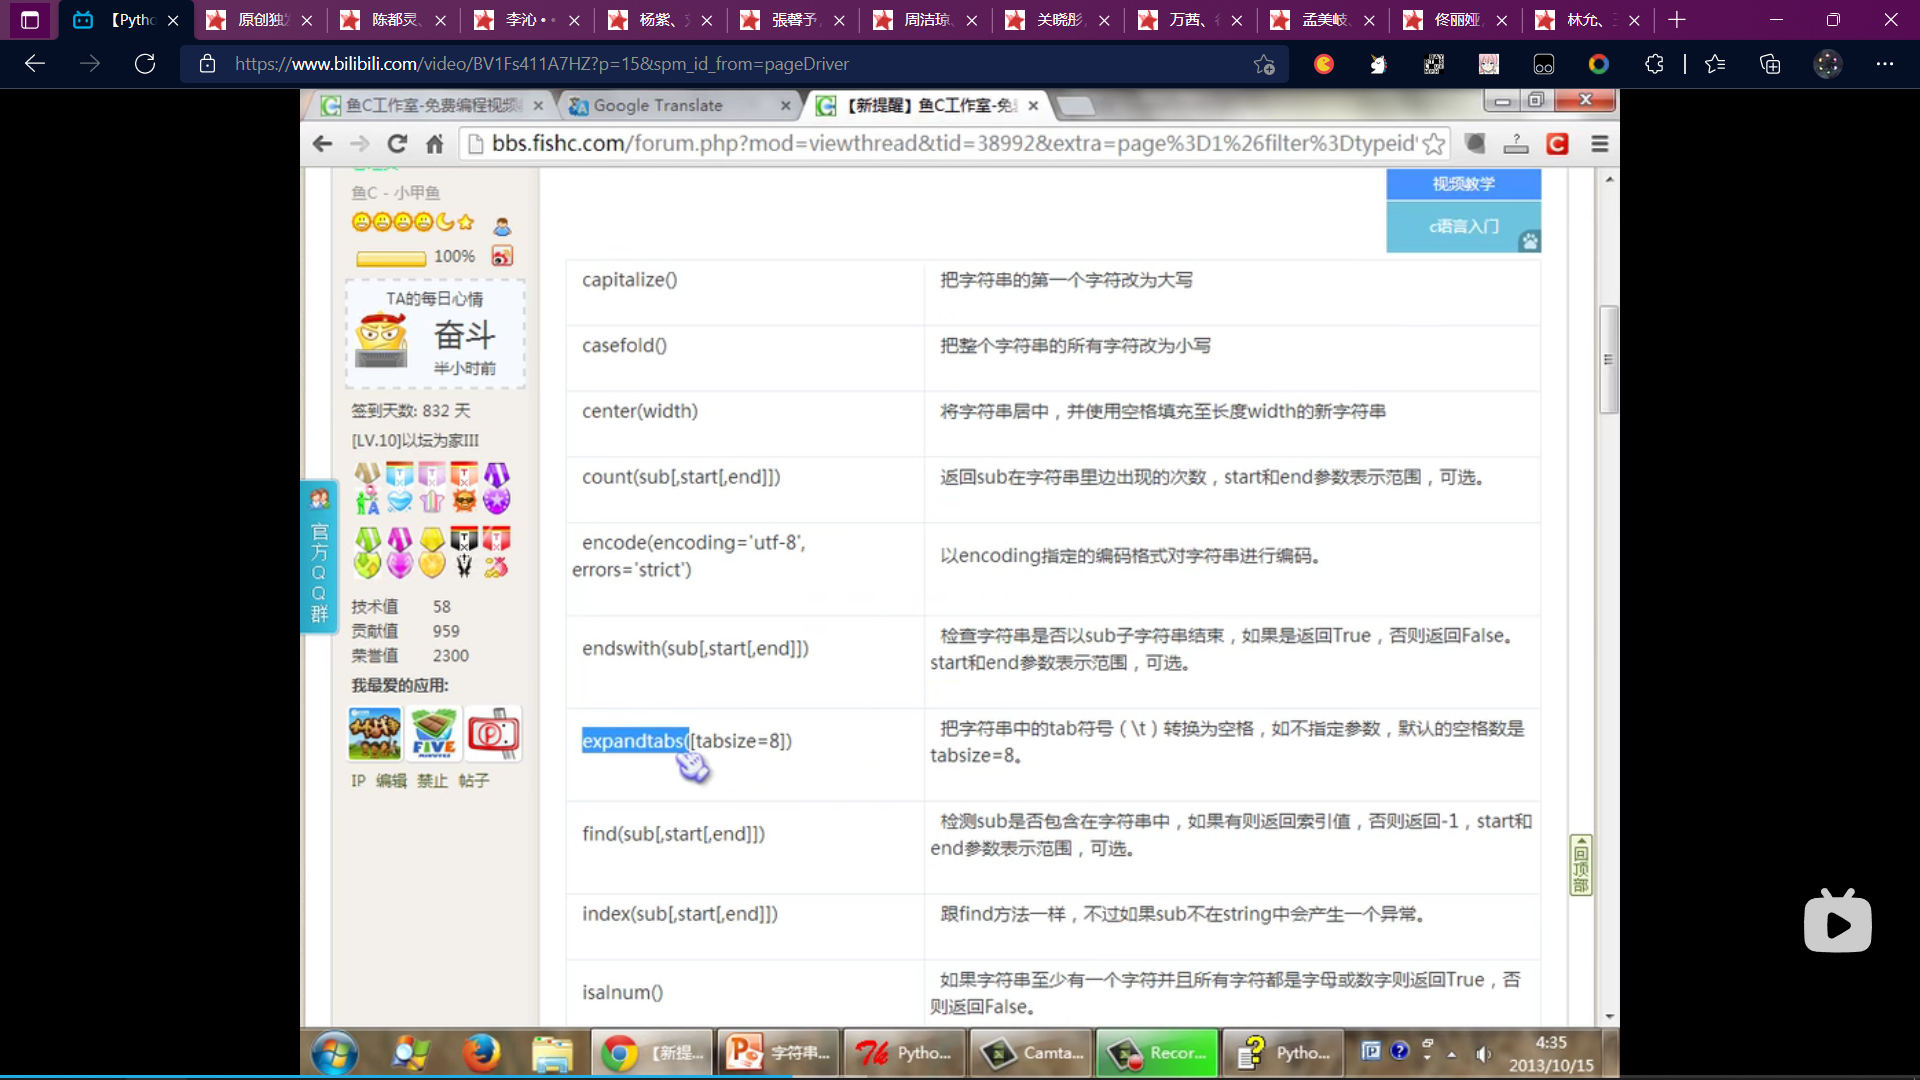 【Pytho
原创独发
陈都灵、
李沁 • •
杨紫、
周洁琼、
关晓彤
万茜、
孟美岐、
佟丽娅,
林允、
https://www.bilibili.com/video/BV1Fs411A7HZ?p=15&spm_id_from=pageDriver
鱼C工作室-免费编程视频
Google Translate
【新提醒】鱼C工作室-免
bbs.fishc.com/forum.php?mod=viewthread&tid=38992&extra=page%3D1%26filter%3Dtypeid
鱼C - 小甲鱼
100%
TA的每日心情
奋斗
半小时前
签到天数: 832 天
[LV.10]以坛为家III
技术值 58
贡献值 959
荣誉值 2300
我最爱的应用:
FIVE
IP 编辑 禁止 帖子
官方QQ群
视频教学
c语言入门
capitalize() 把字符串的第一个字符改为大写
casefold() 把整个字符串的所有字符改为小写
center(width) 将字符串居中，并使用空格填充至长度width的新字符串
count(sub[,start[,end]]) 返回sub在字符串里边出现的次数，start和end参数表示范围，可选。
encode(encoding='utf-8',
errors='strict')
以encoding指定的编码格式对字符串进行编码。
endswith(sub[,start[,end]])
检查字符串是否以sub子字符串结束，如果是返回True，否则返回False。
start和end参数表示范围，可选。
expandtabs([tabsize=8])
把字符串中的tab符号（\t）转换为空格，如不指定参数，默认的空格数是
tabsize=8。
find(sub[,start[,end]])
检测sub是否包含在字符串中，如果有则返回索引值，否则返回-1，start和
end参数表示范围，可选。
index(sub[,start[,end]]) 跟find方法一样，不过如果sub不在string中会产生一个异常。
isalnum()
如果字符串至少有一个字符并且所有字符都是字母或数字则返回True，否
则返回False。
回顶部
【新提...
字符串...
Pytho...
Camta...
Recor...
Pytho...
4:35
2013/10/15